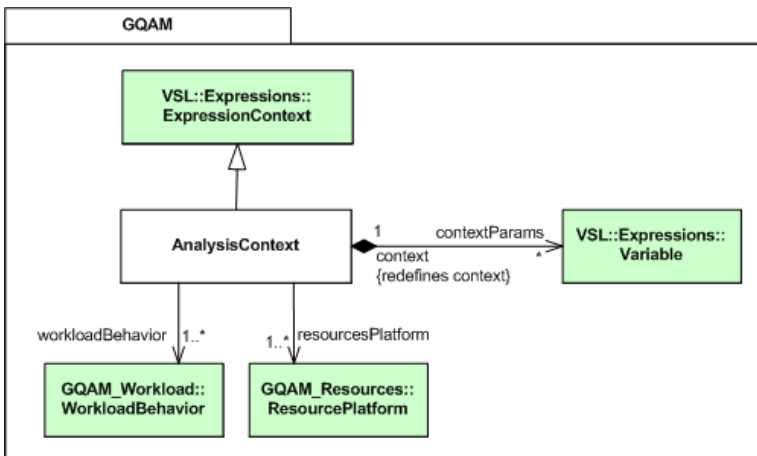 GQAM
VSL::Expressions::
ExpressionContext
AnalysisContext
1
contextParams
context
*
{redefines context}
VSL::Expressions::
Variable
workloadBehavior
1..*
1..*
resourcesPlatform
GQAM_Workload::
WorkloadBehavior
GQAM_Resources::
ResourcePlatform